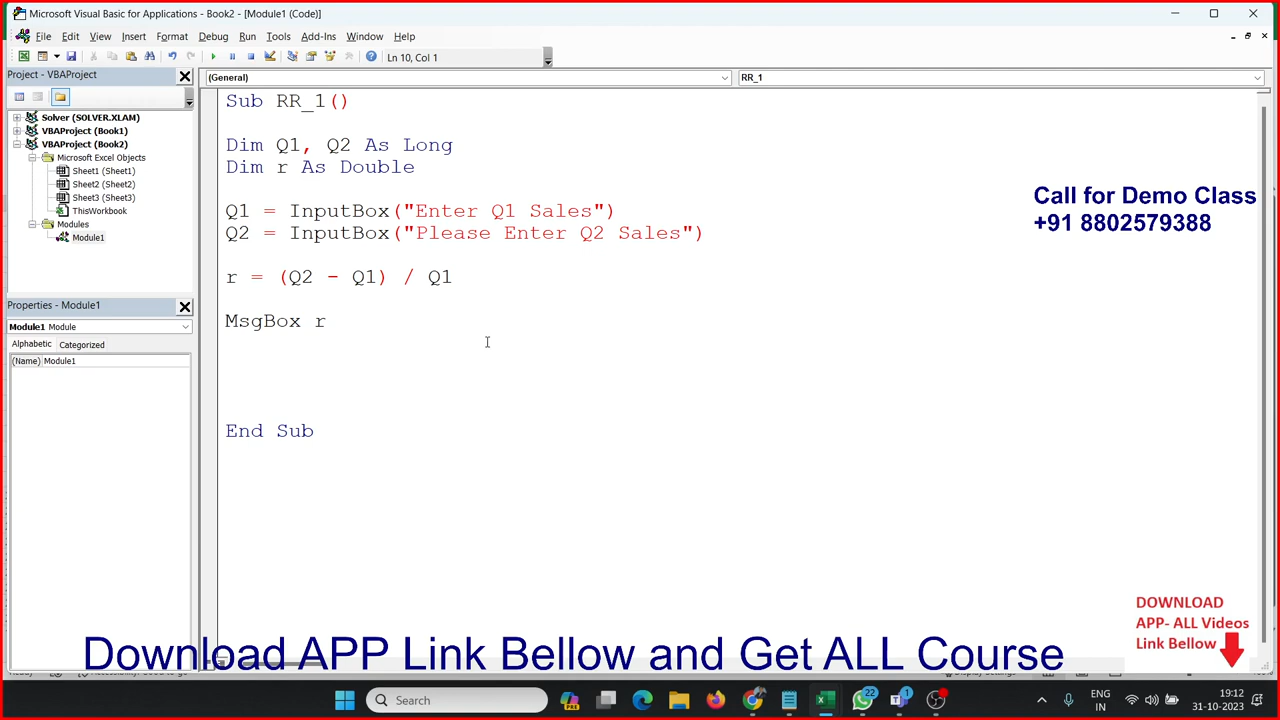 Microsoft Visual Basic for Applications - Book2 - [Module1 (Code)]
File Edit View Insert Format Debug Run Tools Add-Ins Window Help
Ln 10, Col 1
Project - VBAProject
Solver (SOLVER.XLAM)
VBAProject (Book1)
VBAProject (Book2)
Microsoft Excel Objects
Sheet1 (Sheet1)
Sheet2 (Sheet2)
Sheet3 (Sheet3)
ThisWorkbook
Modules
Module1
Properties - Module1
Module1 Module
Alphabetic Categorized
(Name) Module1
(General) RR_1
Sub RR_1()
Dim Q1, Q2 As Long
Dim r As Double
Q1 = InputBox("Enter Q1 Sales")
Q2 = InputBox("Please Enter Q2 Sales")
r = (Q2 - Q1) / Q1
MsgBox r
End Sub
Call for Demo Class
+91 8802579388
DOWNLOAD
APP- ALL Videos
Link Bellow
Download APP Link Bellow and Get ALL Course
Search
PRE
22
1
ENG
IN
19:12
31-10-2023